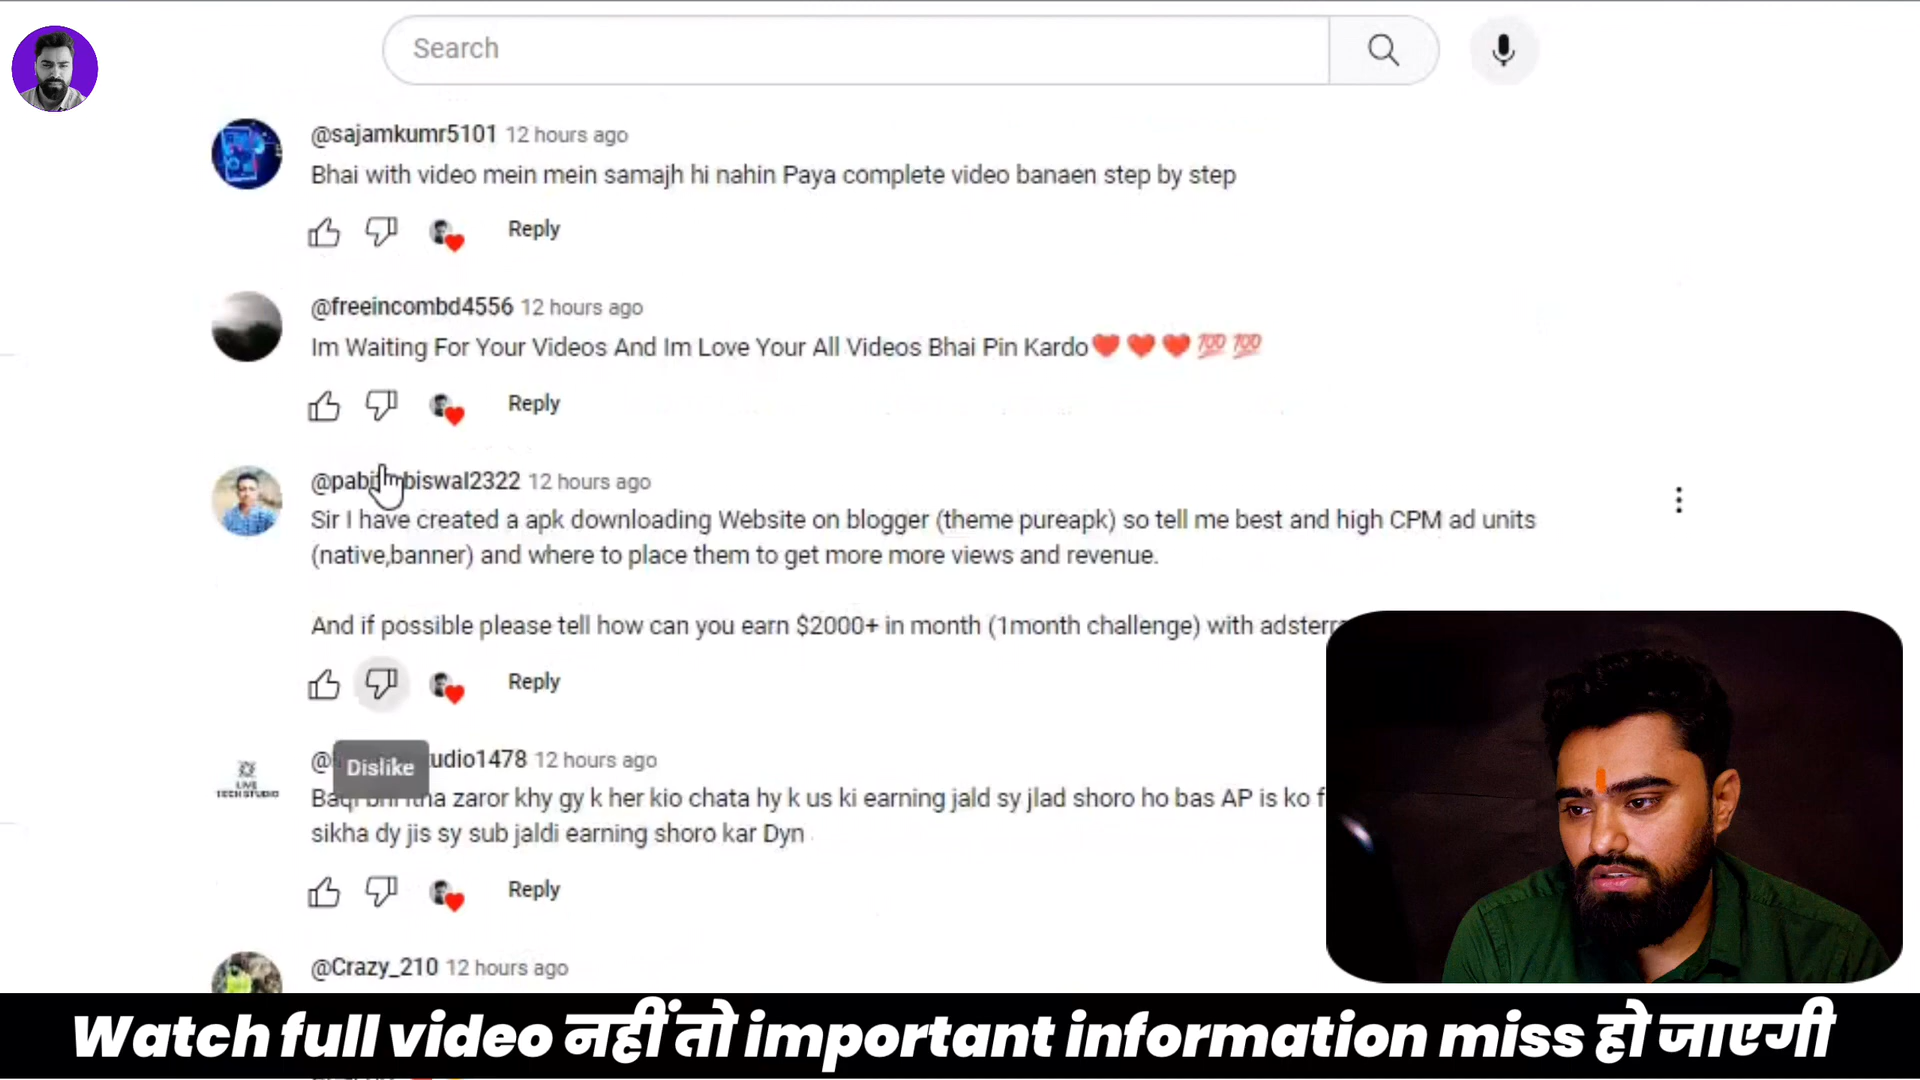 Search
@sajamkumr5101 12 hours ago
Bhai with video mein mein samajh hi nahin Paya complete video banaen step by step
Reply
@freeincombd4556 12 hours ago
Im Waiting For Your Videos And Im Love Your All Videos Bhai Pin Kardo❤️❤️❤️💯💯
Reply
biswal2322 12 hours ago
Sir I have created a apk downloading Website on blogger (theme pureapk) so tell me best and high CPM ad units
(native,banner) and where to place them to get more more views and revenue.
And if possible please tell how can you earn $2000+ in month (1month challenge) with adsterra
Reply
udio1478 12 hours ago
Dislike
zaror khy gy k her kio chata hy k us ki earning jald sy jlad shoro ho bas AP is ko
sikha dy jis sy sub jaldi earning shoro kar Dyn
LIVE
TECH STUDIO
Reply
@Crazy_210 12 hours ago
Watch full video नहीं तो important information miss हो जाएगी